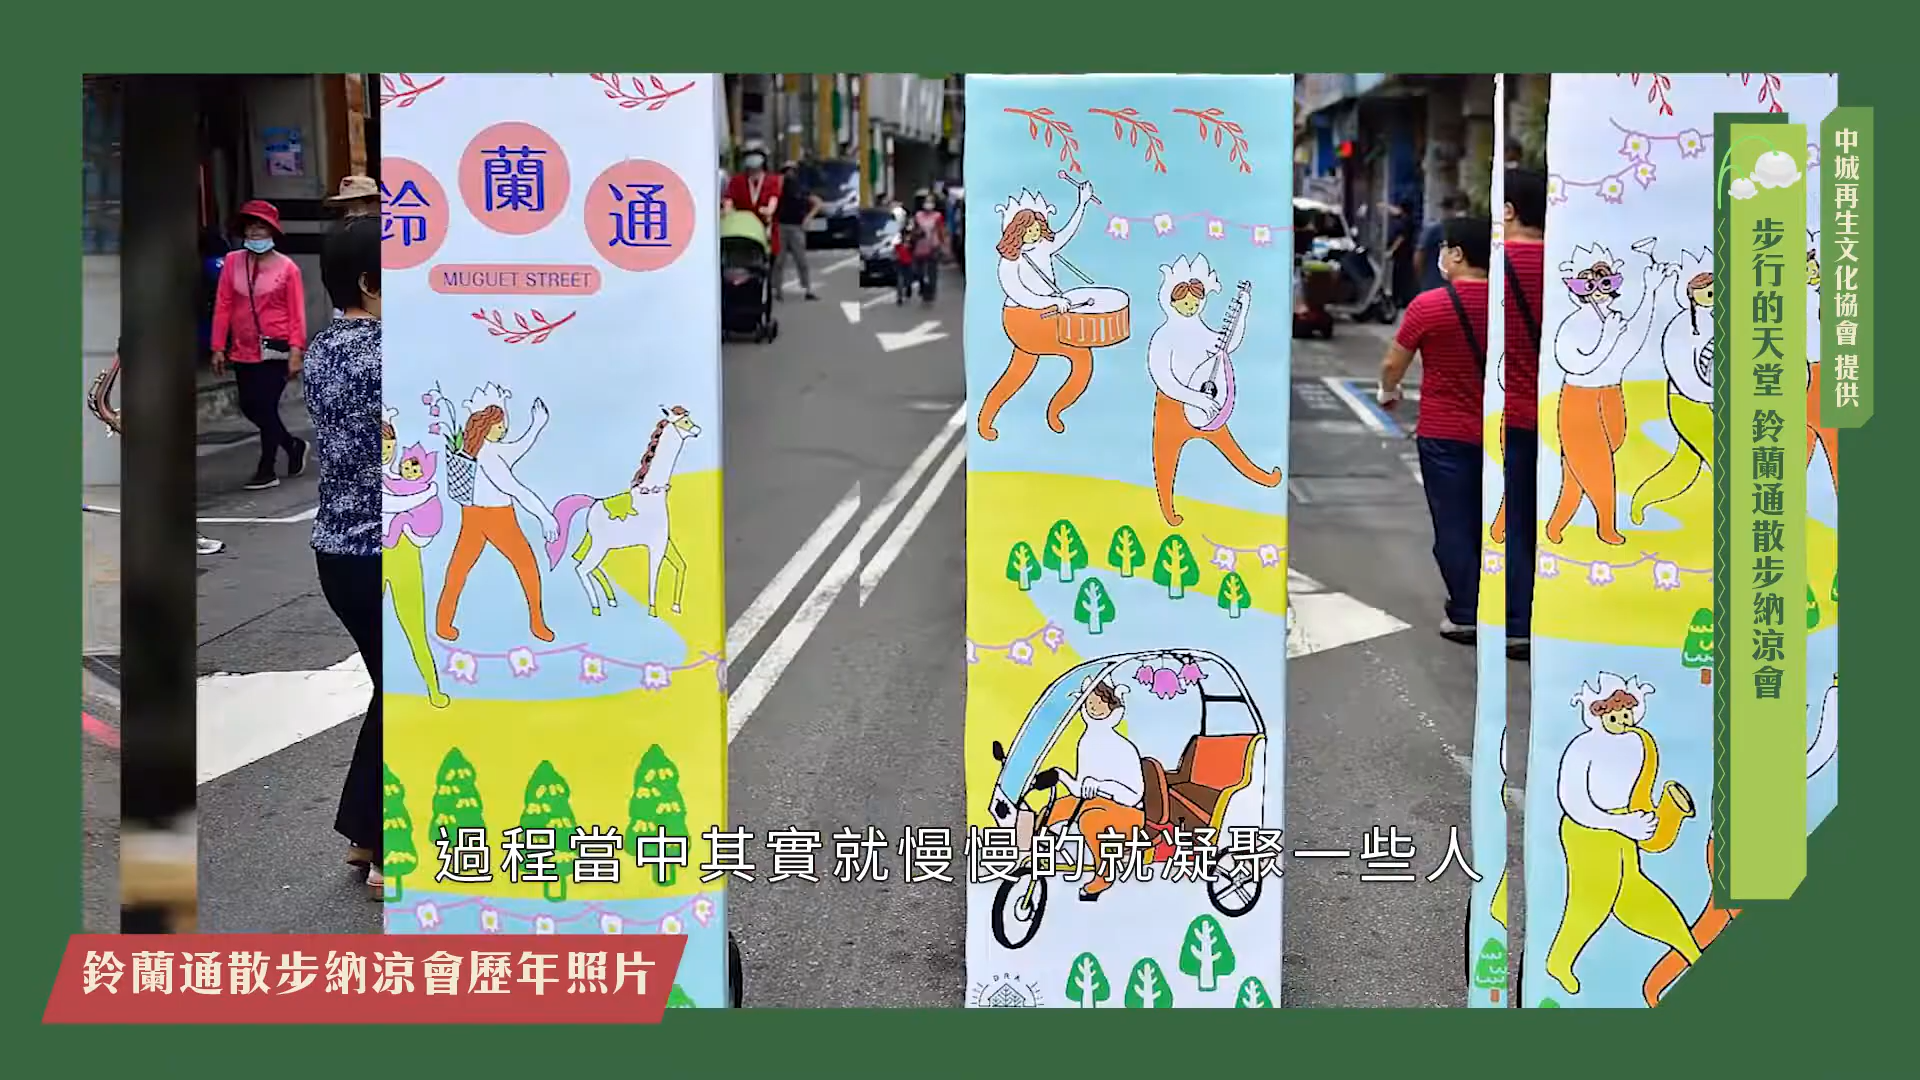 鈴蘭通
MUGUET STREET
中城再生文化協會 提供
步行的天堂 鈴蘭通散步納涼會
過程當中其實就慢慢的就凝聚一些人
鈴蘭通散步納涼會歷年照片
DRA